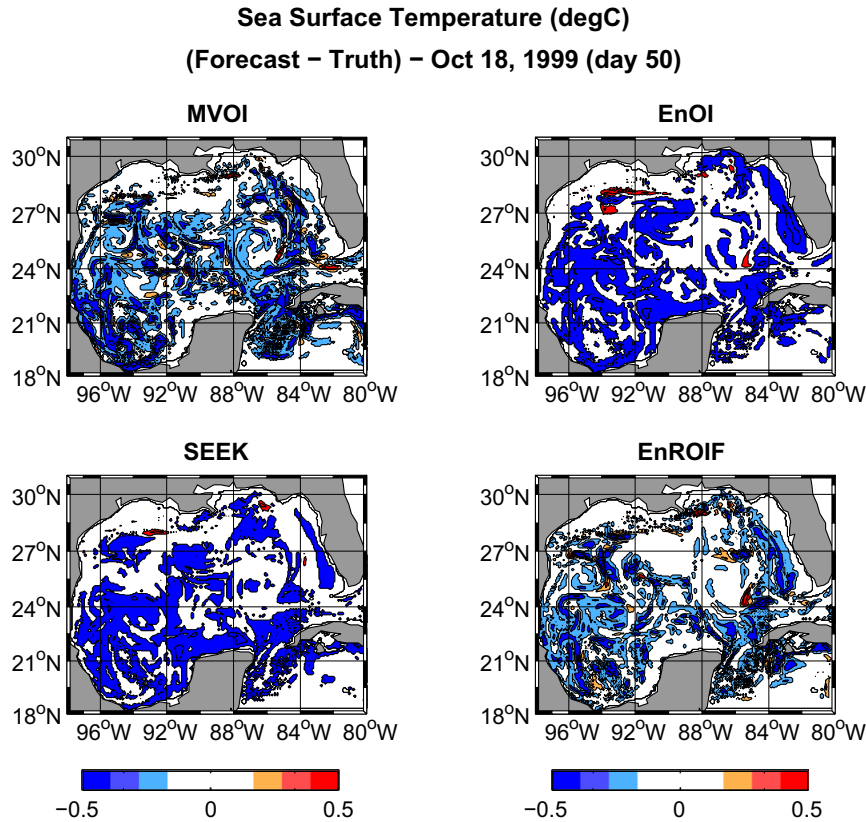 Sea Surface Temperature (degC)
(Forecast − Truth) − Oct 18, 1999 (day 50)
MVOI
EnOI
30°N
27°N
24°N
21°N
18°N
96°W 92°W 88°W 84°W 80°W
30°N
27°N
24°N
21°N
18°N
96°W 92°W 88°W 84°W 80°W
SEEK
EnROIF
30°N
27°N
24°N
21°N
18°N
96°W 92°W 88°W 84°W 80°W
30°N
27°N
24°N
21°N
18°N
96°W 92°W 88°W 84°W 80°W
−0.5 0 0.5
−0.5 0 0.5